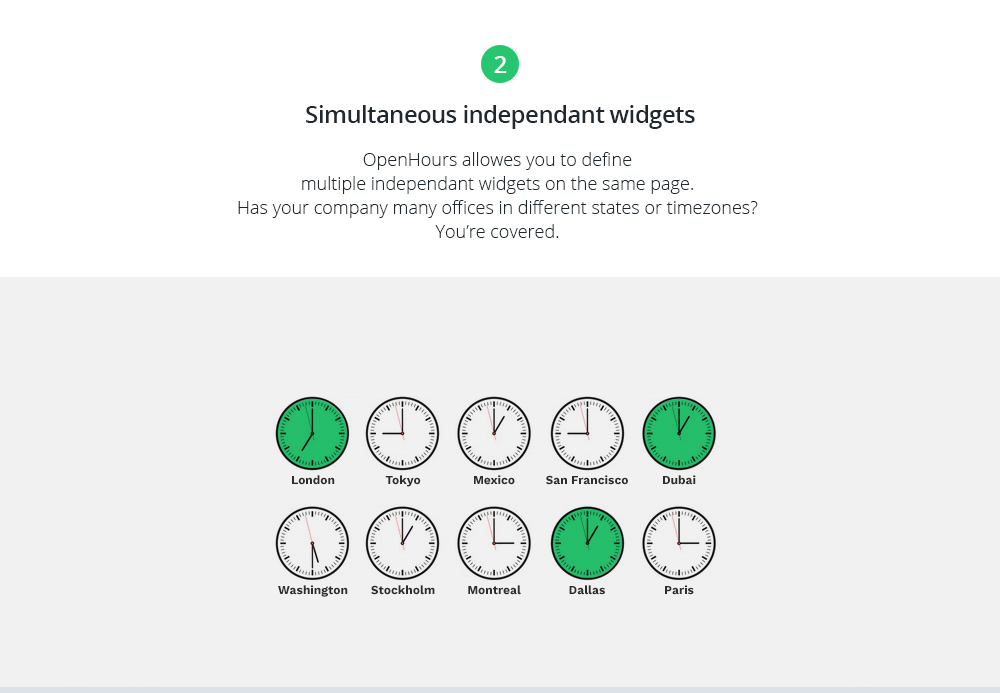 2
Simultaneous independant widgets
OpenHours allowes you to define
multiple independant widgets on the same page.
Has your company many offices in different states or timezones?
You’re covered.
London Tokyo Mexico San Francisco Dubai
Washington Stockholm Montreal Dallas Paris